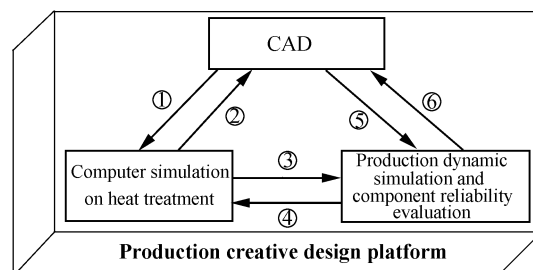 CAD
①
②
⑥
⑤
Computer simulation
on heat treatment
③
④
Production dynamic
simulation and
component reliability
evaluation
Production creative design platform